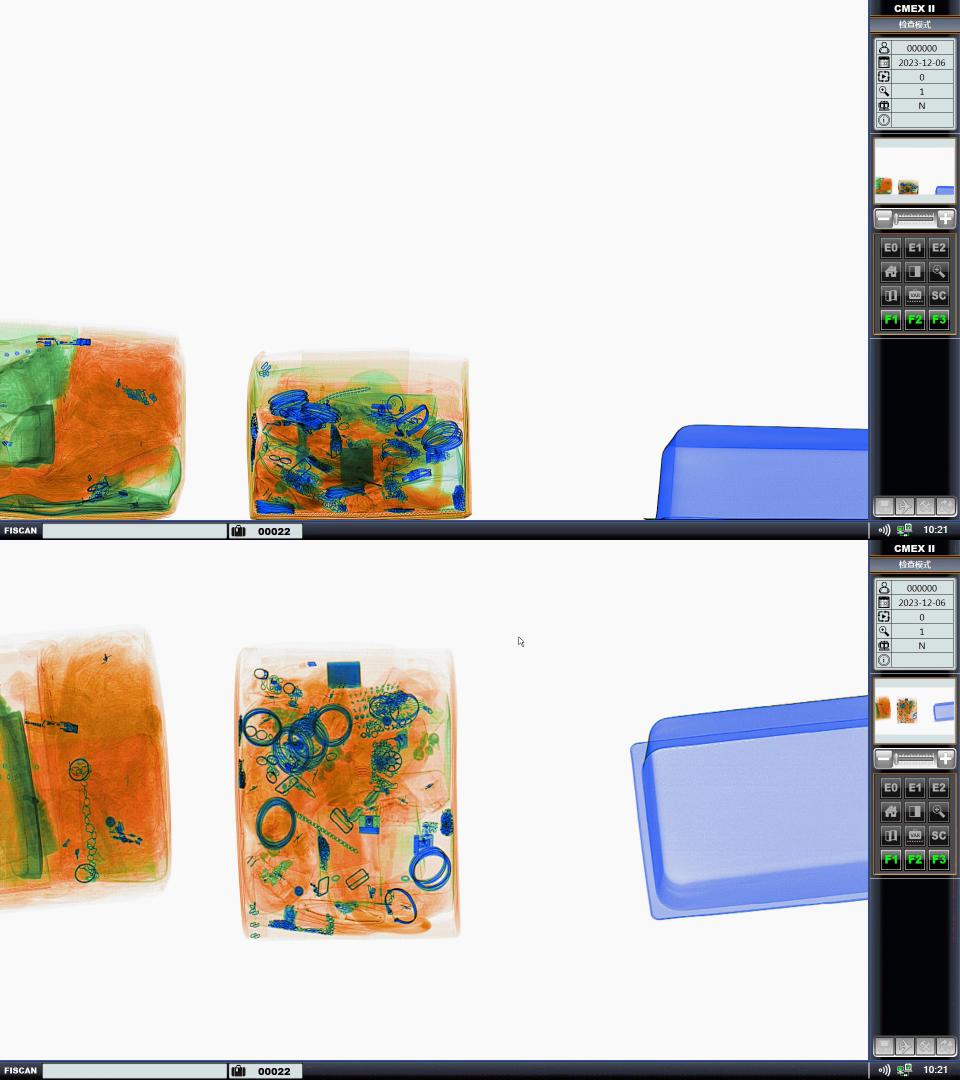 CMEX II
检查模式
000000
2023-12-06
0
1
N
E0 E1 E2
VAR SC
F1 F2 F3
FISCAN 00022 10:21
CMEX II
检查模式
000000
2023-12-06
0
1
N
E0 E1 E2
VAR SC
F1 F2 F3
FISCAN 00022 10:21